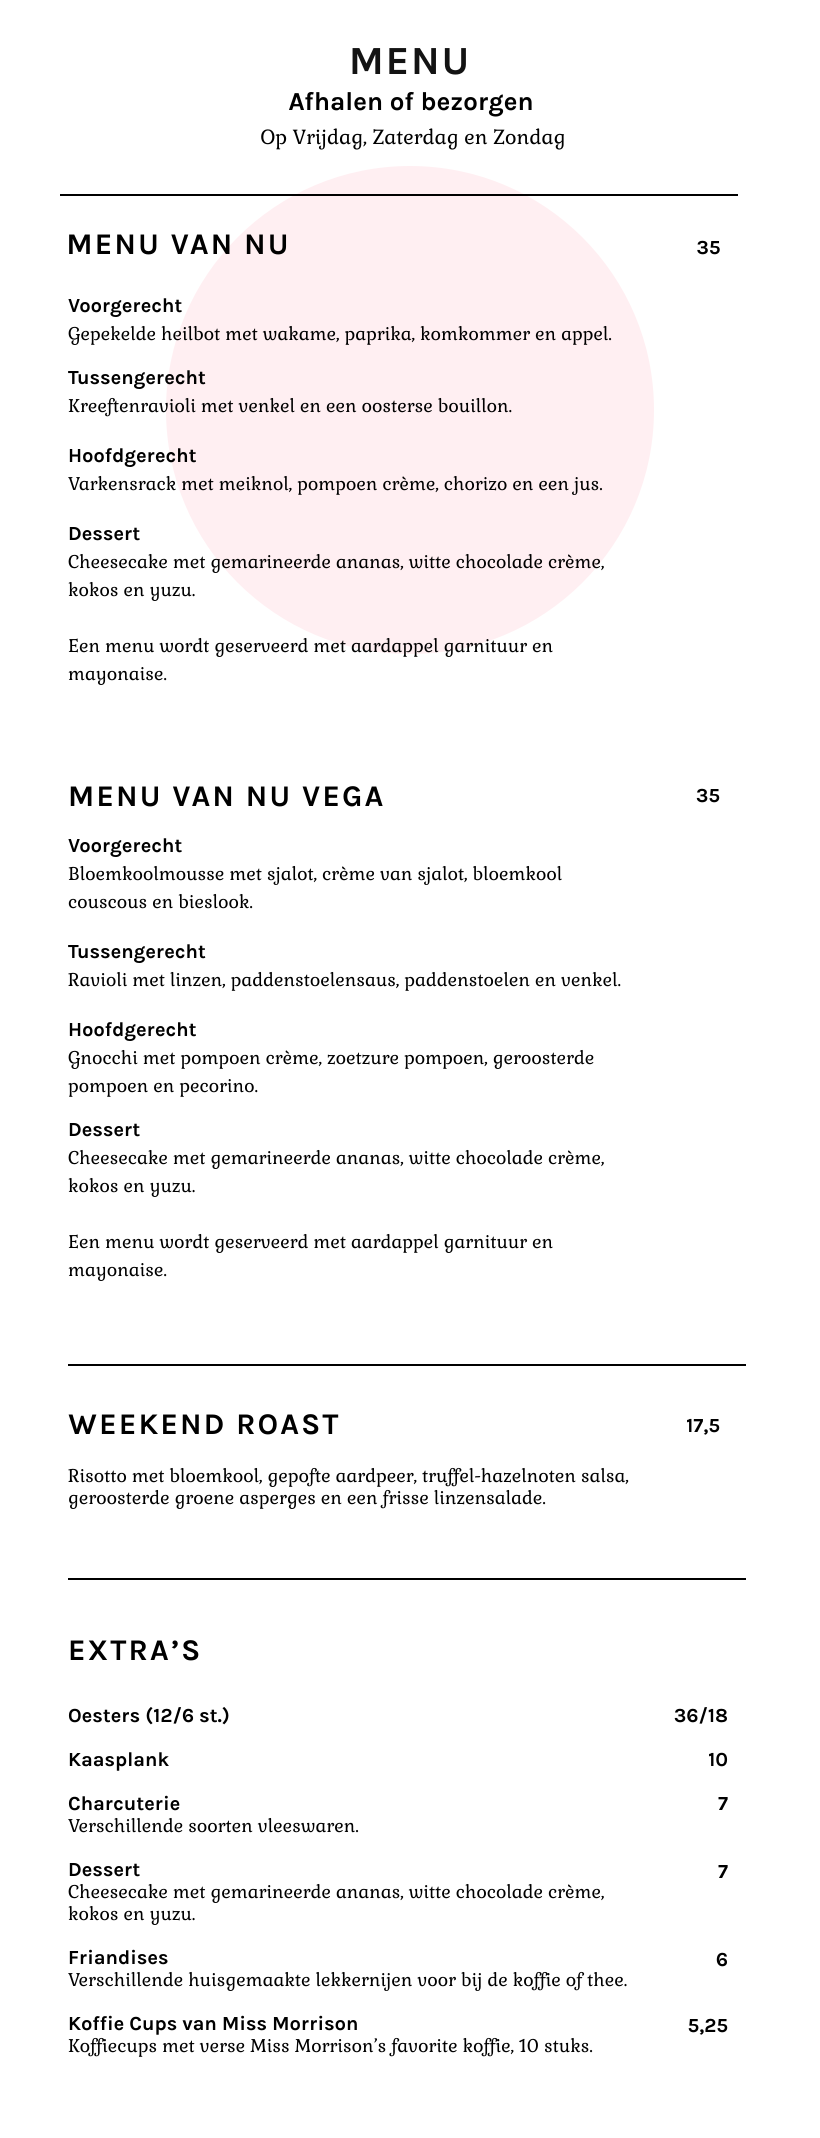 MENU
Afhalen of bezorgen
Op Vrijdag, Zaterdag en Zondag
MENU VAN NU 35
Voorgerecht
Gepekelde heilbot met wakame, paprika, komkommer en appel.
Tussengerecht
Kreeftenravioli met venkel en een oosterse bouillon.
Hoofdgerecht
Varkensrack met meiknol, pompoen crème, chorizo en een jus.
Dessert
Cheesecake met gemarineerde ananas, witte chocolade crème,
kokos en yuzu.
Een menu wordt geserveerd met aardappel garnituur en
mayonaise.
MENU VAN NU VEGA 35
Voorgerecht
Bloemkoolmousse met sjalot, crème van sjalot, bloemkool
couscous en bieslook.
Tussengerecht
Ravioli met linzen, paddenstoelensaus, paddenstoelen en venkel.
Hoofdgerecht
Gnocchi met pompoen crème, zoetzure pompoen, geroosterde
pompoen en pecorino.
Dessert
Cheesecake met gemarineerde ananas, witte chocolade crème,
kokos en yuzu.
Een menu wordt geserveerd met aardappel garnituur en
mayonaise.
WEEKEND ROAST 17,5
Risotto met bloemkool, gepofte aardpeer, truffel-hazelnoten salsa,
geroosterde groene asperges en een frisse linzensalade.
EXTRA’S
Oesters (12/6 st.) 36/18
Kaasplank 10
Charcuterie 7
Verschillende soorten vleeswaren.
Dessert 7
Cheesecake met gemarineerde ananas, witte chocolade crème,
kokos en yuzu.
Friandises 6
Verschillende huisgemaakte lekkernijen voor bij de koffie of thee.
Koffie Cups van Miss Morrison 5,25
Koffiecups met verse Miss Morrison’s favorite koffie, 10 stuks.